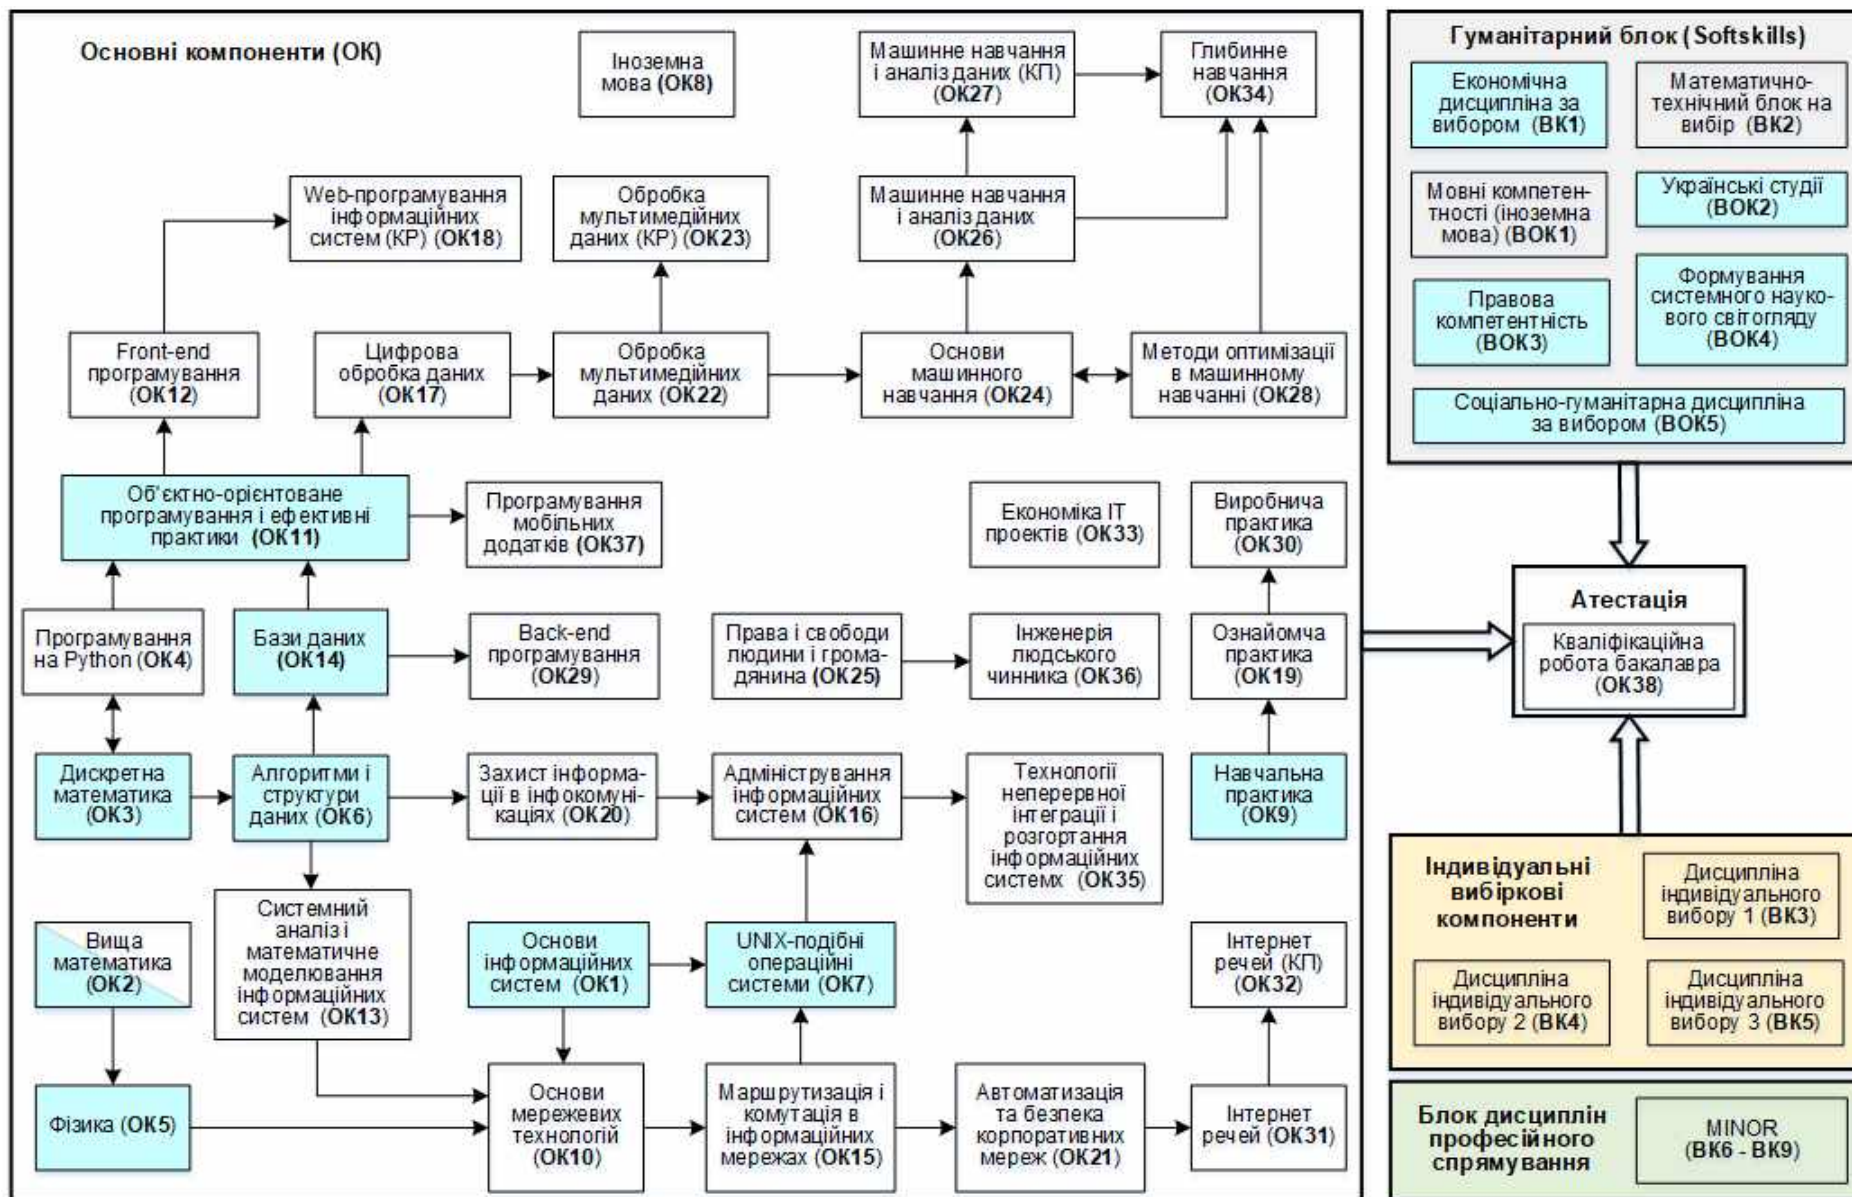 Основні компоненти (ОК)
Іноземна
мова (ОК8)
Машинне навчання
і аналіз даних (КП)
(ОК27)
Глибинне
навчання
(ОК34)
Web-програмування
інформаційних
систем (КР) (ОК18)
Обробка
мультимедійних
даних (КР) (ОК23)
Машинне навчання
і аналіз даних
(ОК26)
Front-end
програмування
(ОК12)
Цифрова
обробка даних
(ОК17)
Обробка
мультимедійних
даних (ОК22)
Основи
машинного
навчання (ОК24)
Методи оптимізації
в машинному
навчанні (ОК28)
Об'єктно-орієнтоване
програмування і ефективні
практики (ОК11)
Програмування
мобільних
додатків (ОК37)
Економіка ІТ
проектів (ОК33)
Виробнича
практика
(ОК30)
Програмування
на Python (ОК4)
Бази даних
(ОК14)
Back-end
програмування
(ОК29)
Права і свободи
людини і грома-
дянина (ОК25)
Інженерія
людського
чинника (ОК36)
Ознайомча
практика
(ОК19)
Дискретна
математика
(ОК3)
Алгоритми і
структури
даних (ОК6)
Захист інформа-
ції в інфокомуні-
каціях (ОК20)
Адміністрування
інформаційних
систем (ОК16)
Технології
неперервної
інтеграції і
розгортання
інформаційних
системх (ОК35)
Навчальна
практика
(ОК9)
Вища
математика
(ОК2)
Системний
аналіз і
математичне
моделювання
інформаційних
систем (ОК13)
Основи
інформаційних
систем (ОК1)
UNIX-подібні
операційні
системи (ОК7)
Інтернет
речей (КП)
(ОК32)
Фізика (ОК5)
Основи
мережевих
технологій
(ОК10)
Маршрутизація і
комутація в
інформаційних
мережах (ОК15)
Автоматизація
та безпека
корпоративних
мереж (ОК21)
Інтернет
речей (ОК31)
Гуманітарний блок (Softskills)
Економічна
дисципліна за
вибором (ВК1)
Математично-
технічний блок на
вибір (ВК2)
Мовні компетен-
тності (іноземна
мова) (ВОК1)
Українські студії
(ВОК2)
Правова
компетентність
(ВОК3)
Формування
системного науко-
вого світогляду
(ВОК4)
Соціально-гуманітарна дисципліна
за вибором (ВОК5)
Атестація
Кваліфікаційна
робота бакалавра
(ОК38)
Індивідуальні
вибіркові
компоненти
Дисципліна
індивідуального
вибору 1 (ВК3)
Дисципліна
індивідуального
вибору 2 (ВК4)
Дисципліна
індивідуального
вибору 3 (ВК5)
Блок дисциплін
професійного
спрямування
MINOR
(ВК6 - ВК9)